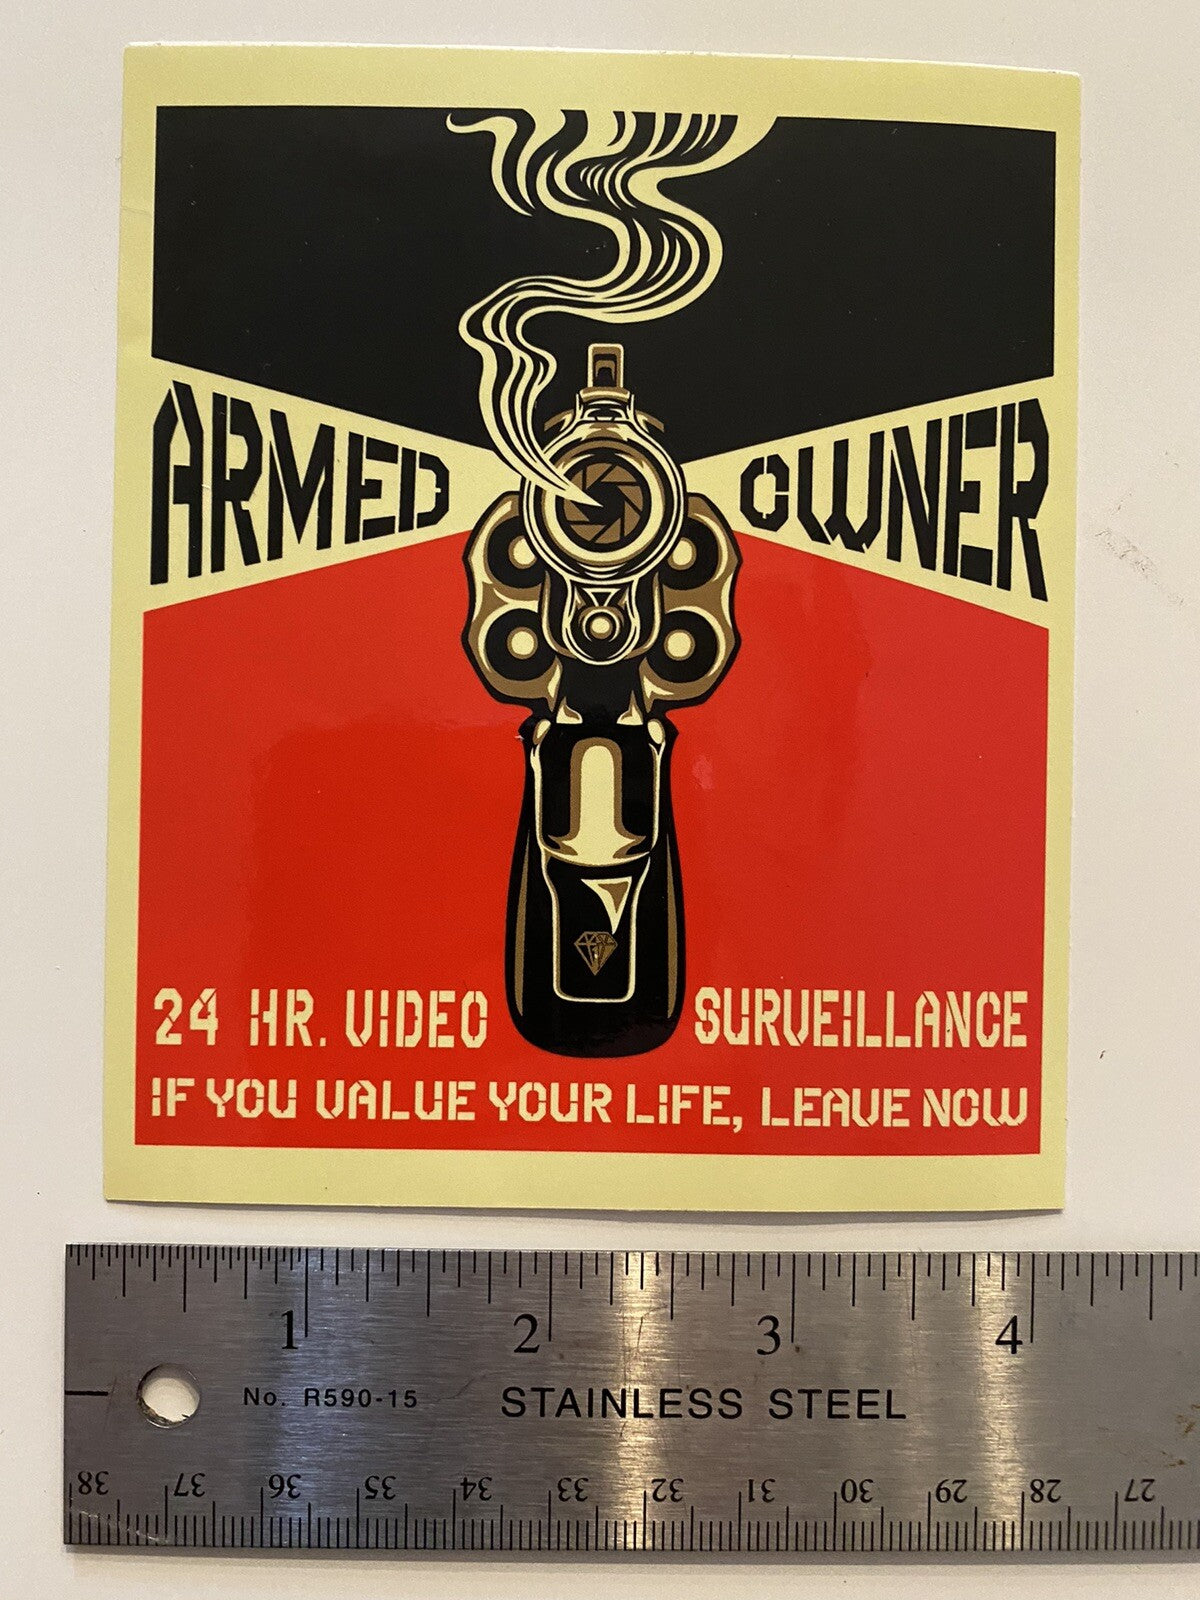 ARMED OWNER
24 HR. VIDEO SURVEILLANCE
IF YOU VALUE YOUR LIFE, LEAVE NOW
1 2 3 4
No. R590-15 STAINLESS STEEL
38 37 36 35 34 33 32 31 30 29 28 27